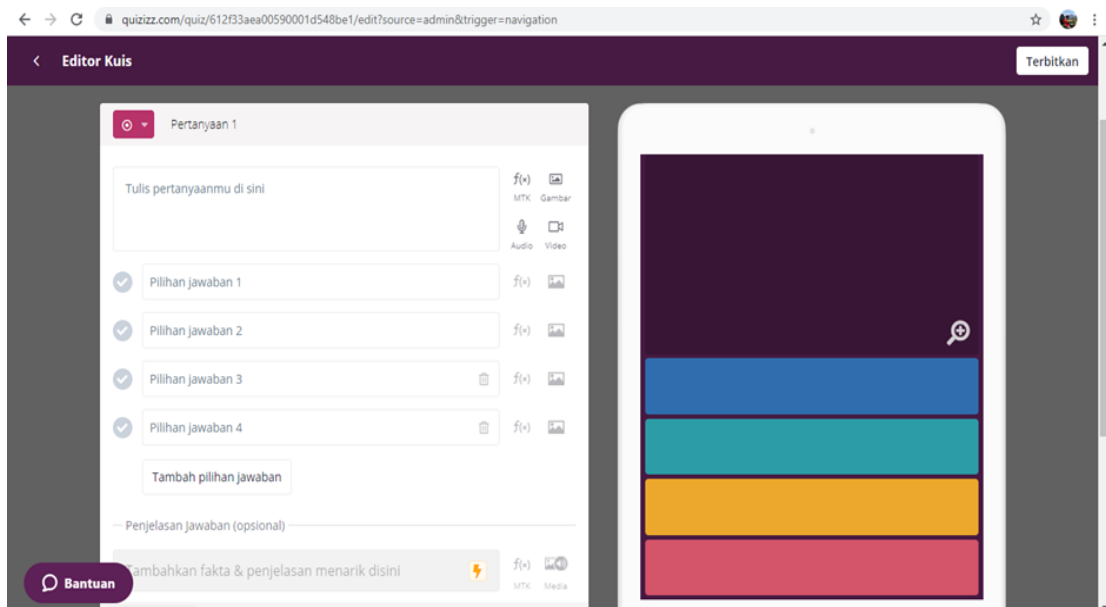 quizizz.com/quiz/612f33aea00590001d548be1/edit?source=admin&trigger=navigation
Editor Kuis
Terbitkan
Pertanyaan 1
Tulis pertanyaanmu di sini
f(x)
MTK Gambar
Audio Video
Pilihan jawaban 1
f(x)
Pilihan jawaban 2
f(x)
Pilihan jawaban 3
f(x)
Pilihan jawaban 4
f(x)
Tambah pilihan jawaban
Penjelasan Jawaban (opsional)
Tambahkan fakta & penjelasan menarik disini
f(x)
MTK Media
Bantuan